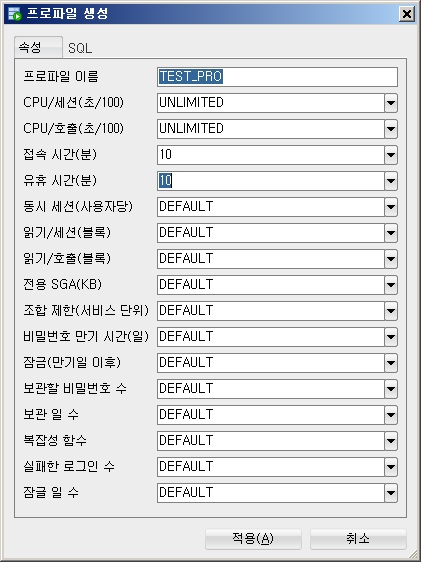 프로파일 생성
속성 SQL
프로파일 이름 TEST_PRO
CPU/세션(초/100) UNLIMITED
CPU/호출(초/100) UNLIMITED
접속 시간(분) 10
유휴 시간(분) 10
동시 세션(사용자당) DEFAULT
읽기/세션(블록) DEFAULT
읽기/호출(블록) DEFAULT
전용 SGA(KB) DEFAULT
조합 제한(서비스 단위) DEFAULT
비밀번호 만기 시간(일) DEFAULT
잠금(만기일 이후) DEFAULT
보관할 비밀번호 수 DEFAULT
보관 일 수 DEFAULT
복잡성 함수 DEFAULT
실패한 로그인 수 DEFAULT
잠글 일 수 DEFAULT
적용(A) 취소